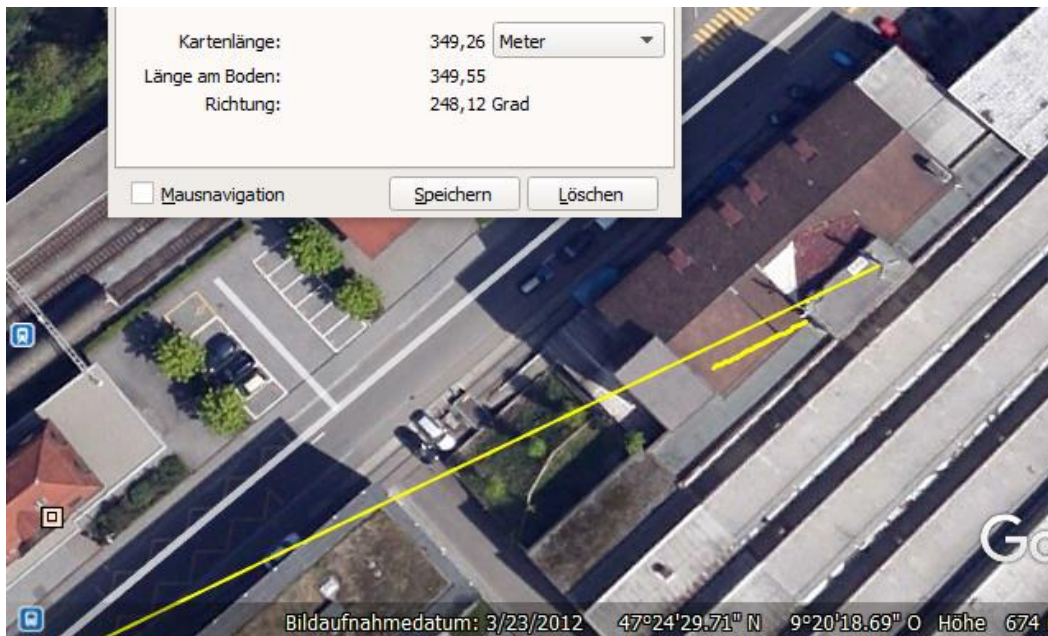 Kartenlänge: 349,26 Meter
Länge am Boden: 349,55
Richtung: 248,12 Grad
Mausnavigation Speichern Löschen
Go
Bildaufnahmedatum: 3/23/2012 47°24'29.71" N 9°20'18.69" O Höhe 674